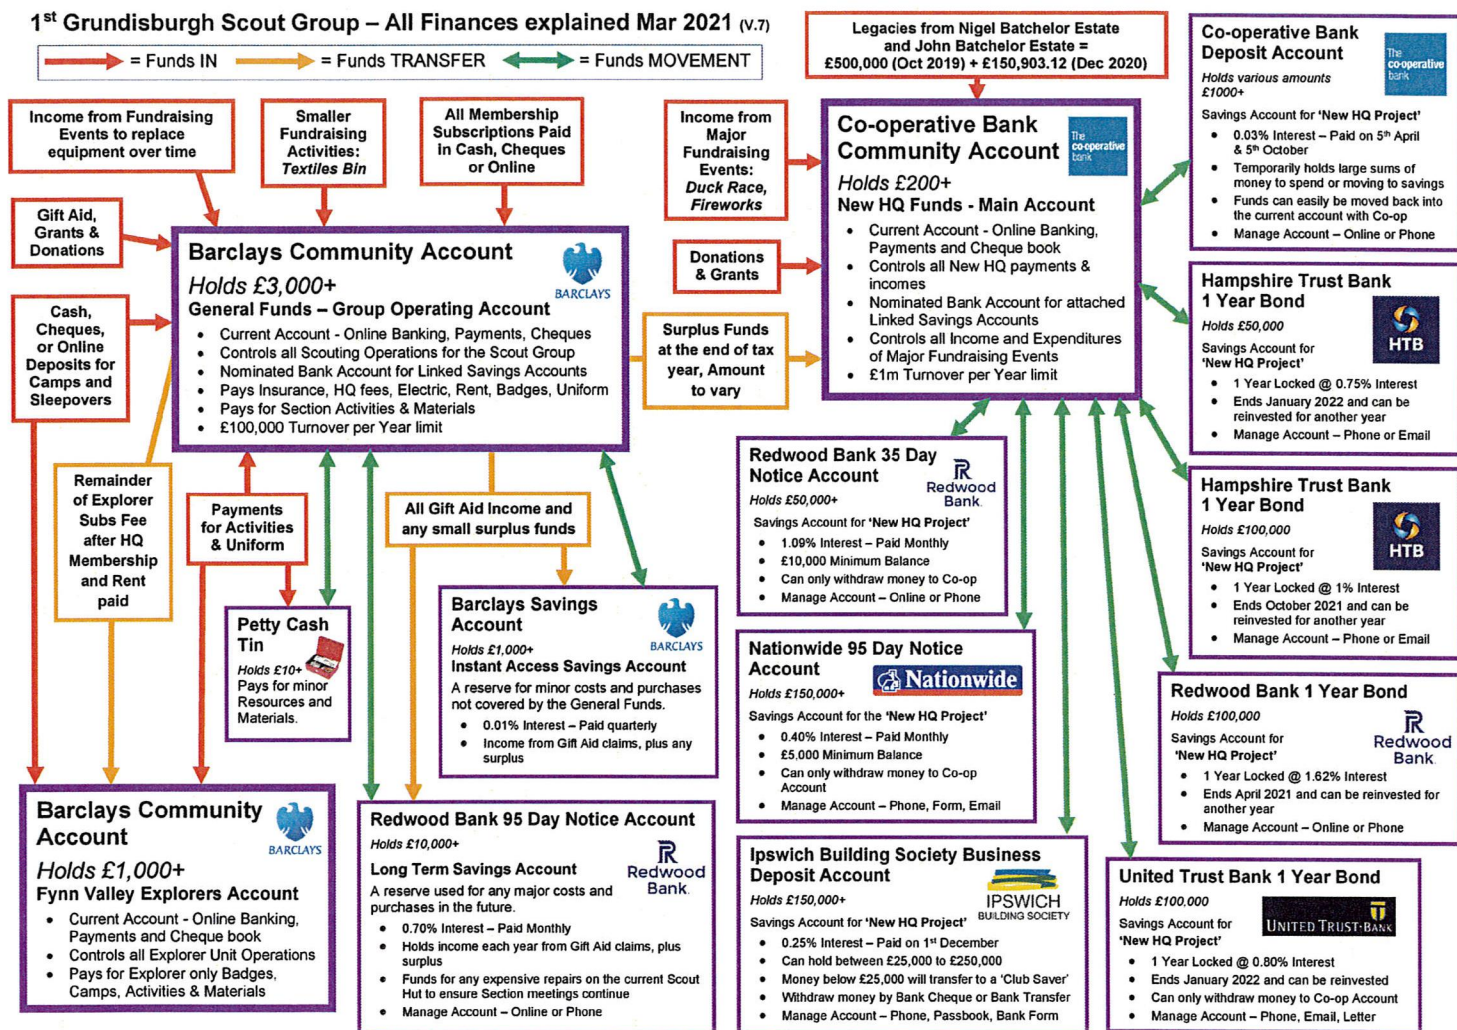 1st Grundisburgh Scout Group – All Finances explained Mar 2021 (V.7)
= Funds IN
= Funds TRANSFER
= Funds MOVEMENT
Legacies from Nigel Batchelor Estate
and John Batchelor Estate =
£500,000 (Oct 2019) + £150,903.12 (Dec 2020)
Income from Fundraising
Events to replace
equipment over time
Smaller
Fundraising
Activities:
Textiles Bin
All Membership
Subscriptions Paid
in Cash, Cheques
or Online
Gift Aid,
Grants &
Donations
Cash,
Cheques,
or Online
Deposits for
Camps and
Sleepovers
Barclays Community Account
BARCLAYS
Holds £3,000+
General Funds – Group Operating Account
• Current Account - Online Banking, Payments, Cheques
• Controls all Scouting Operations for the Scout Group
• Nominated Bank Account for Linked Savings Accounts
• Pays Insurance, HQ fees, Electric, Rent, Badges, Uniform
• Pays for Section Activities & Materials
• £100,000 Turnover per Year limit
Income from
Major
Fundraising
Events:
Duck Race,
Fireworks
Donations
& Grants
Surplus Funds
at the end of tax
year, Amount
to vary
Co-operative Bank
Community Account
The
co-operative
bank
Holds £200+
New HQ Funds - Main Account
• Current Account - Online Banking,
Payments and Cheque book
• Controls all New HQ payments &
incomes
• Nominated Bank Account for attached
Linked Savings Accounts
• Controls all Income and Expenditures
of Major Fundraising Events
• £1m Turnover per Year limit
Co-operative Bank
Deposit Account
The
co-operative
bank
Holds various amounts
£1000+
Savings Account for 'New HQ Project'
• 0.03% Interest – Paid on 5th April
& 5th October
• Temporarily holds large sums of
money to spend or moving to savings
• Funds can easily be moved back into
the current account with Co-op
• Manage Account – Online or Phone
Hampshire Trust Bank
1 Year Bond
HTB
Holds £50,000
Savings Account for
'New HQ Project'
• 1 Year Locked @ 0.75% Interest
• Ends January 2022 and can be
reinvested for another year
• Manage Account – Phone or Email
Hampshire Trust Bank
1 Year Bond
HTB
Holds £100,000
Savings Account for
'New HQ Project'
• 1 Year Locked @ 1% Interest
• Ends October 2021 and can be
reinvested for another year
• Manage Account – Phone or Email
Remainder
of Explorer
Subs Fee
after HQ
Membership
and Rent
paid
Payments
for Activities
& Uniform
All Gift Aid Income and
any small surplus funds
Petty Cash
Tin
Holds £10+
Pays for minor
Resources and
Materials.
Barclays Savings
Account
BARCLAYS
Holds £1,000+
Instant Access Savings Account
A reserve for minor costs and purchases
not covered by the General Funds.
• 0.01% Interest – Paid quarterly
• Income from Gift Aid claims, plus any
surplus
Redwood Bank 35 Day
Notice Account
Redwood
Bank.
Holds £50,000+
Savings Account for 'New HQ Project'
• 1.09% Interest – Paid Monthly
• £10,000 Minimum Balance
• Can only withdraw money to Co-op
• Manage Account – Online or Phone
Nationwide 95 Day Notice
Account
Nationwide
Holds £150,000+
Savings Account for the 'New HQ Project'
• 0.40% Interest – Paid Monthly
• £5,000 Minimum Balance
• Can only withdraw money to Co-op
Account
• Manage Account – Phone, Form, Email
Redwood Bank 1 Year Bond
Redwood
Bank.
Holds £100,000
Savings Account for
'New HQ Project'
• 1 Year Locked @ 1.62% Interest
• Ends April 2021 and can be reinvested for
another year
• Manage Account – Online or Phone
Barclays Community
Account
BARCLAYS
Holds £1,000+
Fynn Valley Explorers Account
• Current Account - Online Banking,
Payments and Cheque book
• Controls all Explorer Unit Operations
• Pays for Explorer only Badges,
Camps, Activities & Materials
Redwood Bank 95 Day Notice Account
Redwood
Bank.
Holds £10,000+
Long Term Savings Account
A reserve used for any major costs and
purchases in the future.
• 0.70% Interest – Paid Monthly
• Holds income each year from Gift Aid claims, plus
surplus
• Funds for any expensive repairs on the current Scout
Hut to ensure Section meetings continue
• Manage Account – Online or Phone
Ipswich Building Society Business
Deposit Account
IPSWICH
BUILDING SOCIETY
Holds £150,000+
Savings Account for 'New HQ Project'
• 0.25% Interest – Paid on 1st December
• Can hold between £25,000 to £250,000
• Money below £25,000 will transfer to a 'Club Saver'
• Withdraw money by Bank Cheque or Bank Transfer
• Manage Account – Phone, Passbook, Bank Form
United Trust Bank 1 Year Bond
UNITED TRUST BANK
Holds £100,000
Savings Account for
'New HQ Project'
• 1 Year Locked @ 0.80% Interest
• Ends January 2022 and can be reinvested
• Can only withdraw money to Co-op Account
• Manage Account – Phone, Email, Letter